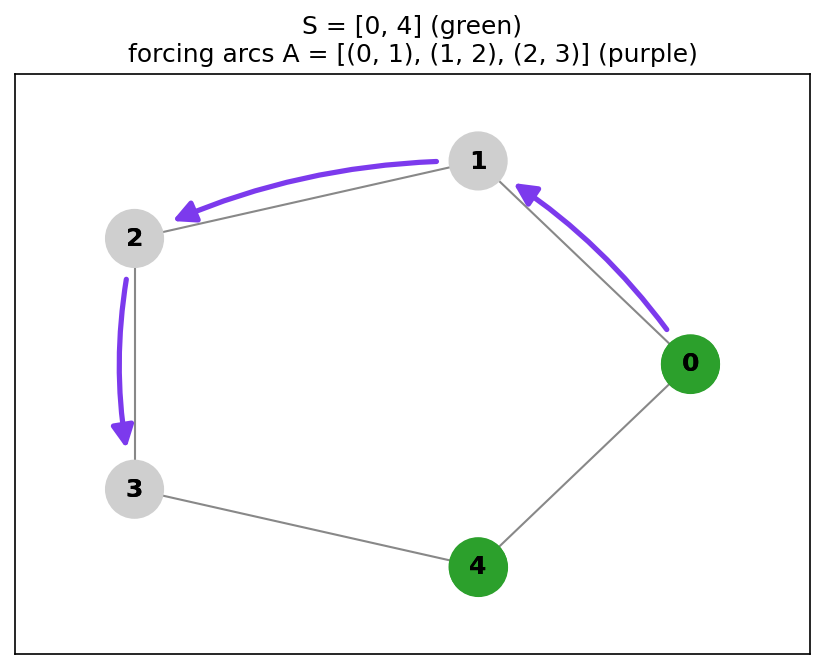 S = [0, 4] (green)
forcing arcs A = [(0, 1), (1, 2), (2, 3)] (purple)
1
2
0
3
4